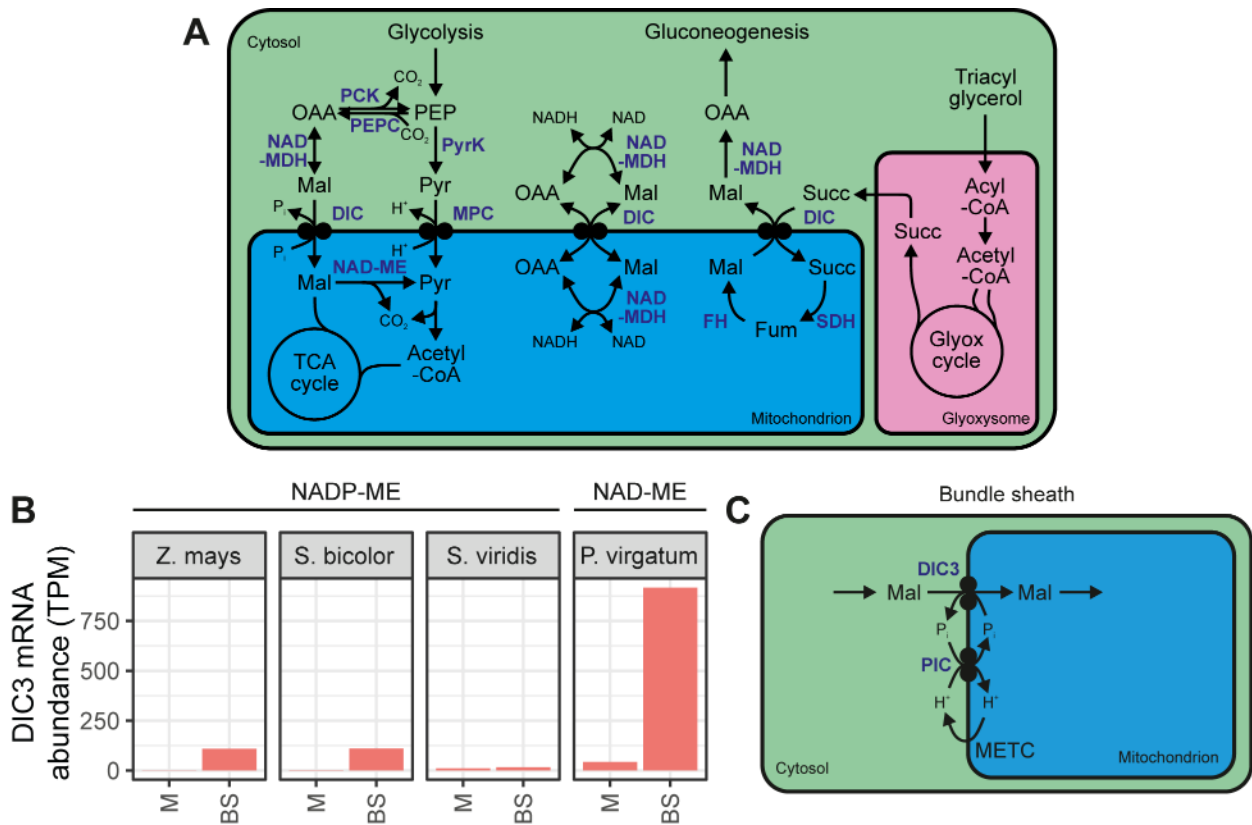 A
Cytosol
Glycolysis
Gluconeogenesis
CO2
PCK
OAA
PEP
PEPC
CO2
NAD
-MDH
PyrK
Mal
Pyr
Pi
DIC
H+
MPC
Pi
H+
Mal
NAD-ME
Pyr
CO2
TCA
cycle
Acetyl
-CoA
NADH
NAD
NAD
-MDH
OAA
Mal
DIC
OAA
Mal
NAD
-MDH
NADH
NAD
OAA
NAD
-MDH
Mal
Succ
DIC
Mal
Succ
FH
Fum
SDH
Mitochondrion
Triacyl
glycerol
Acyl
-CoA
Succ
Acetyl
-CoA
Glyox
cycle
Glyoxysome
B
NADP-ME
NAD-ME
Z. mays
S. bicolor
S. viridis
P. virgatum
DIC3 mRNA
abundance (TPM)
750
500
250
0
M
BS
M
BS
M
BS
M
BS
C
Bundle sheath
DIC3
Mal
Mal
Pi
Pi
PIC
H+
H+
METC
Cytosol
Mitochondrion